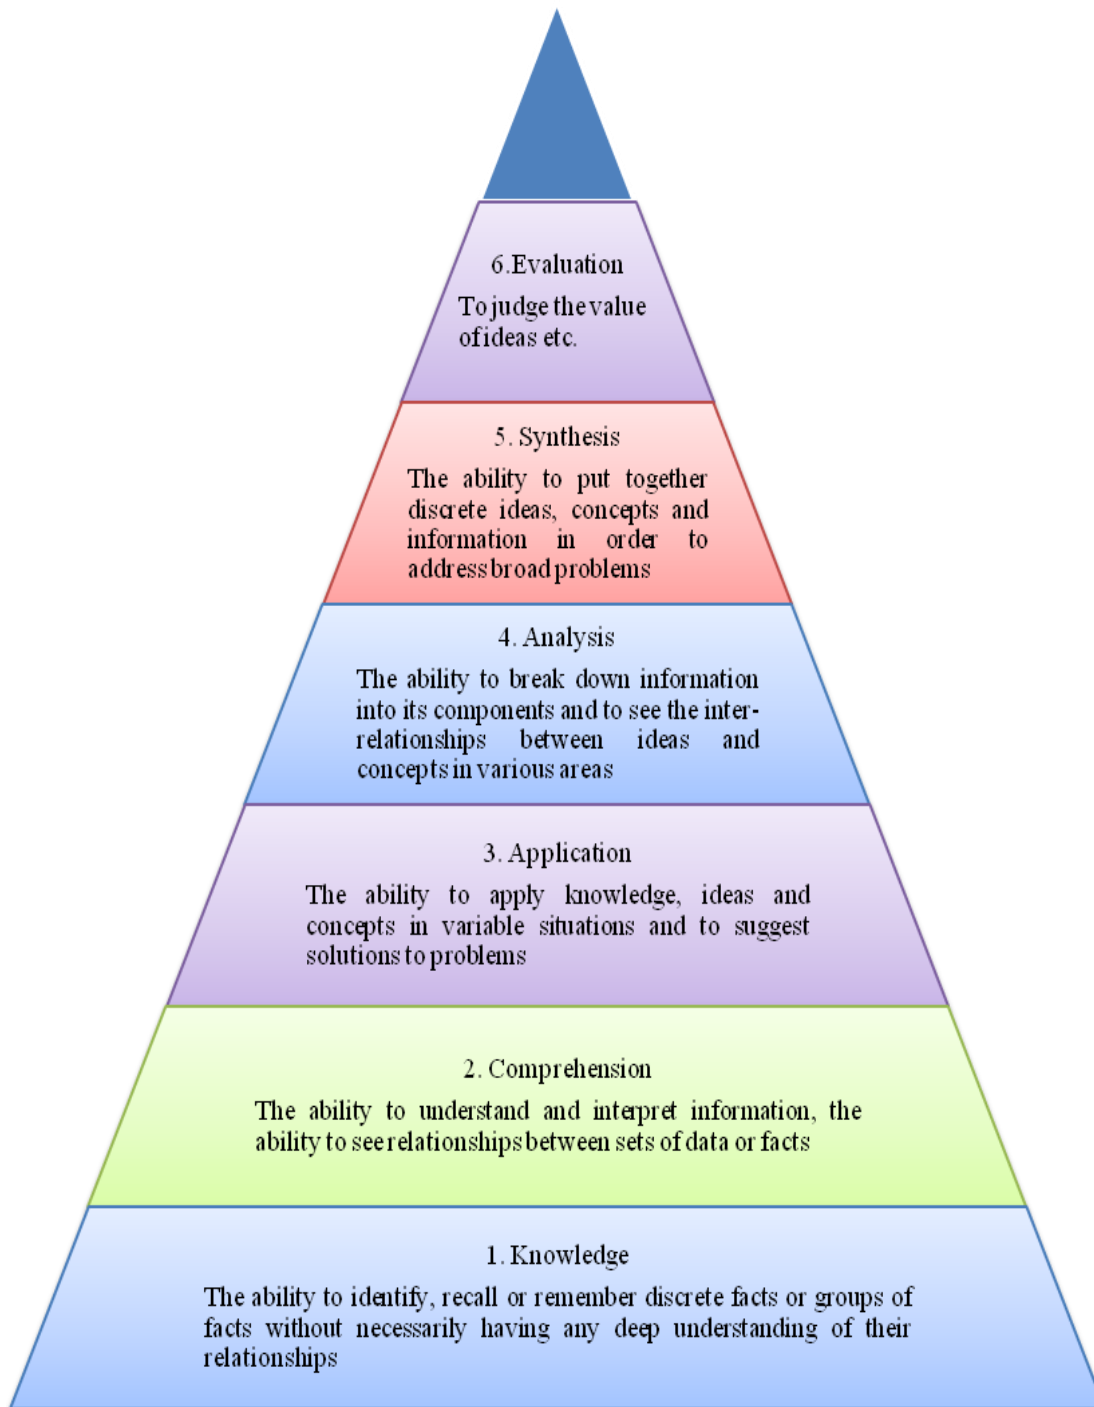 6.Evaluation
To judge the value
of ideas etc.
5. Synthesis
The ability to put together
discrete ideas, concepts and
information in order to
address broad problems
4. Analysis
The ability to break down information
into its components and to see the inter-
relationships between ideas and
concepts in various areas
3. Application
The ability to apply knowledge, ideas and
concepts in variable situations and to suggest
solutions to problems
2. Comprehension
The ability to understand and interpret information, the
ability to see relationships between sets of data or facts
1. Knowledge
The ability to identify, recall or remember discrete facts or groups of
facts without necessarily having any deep understanding of their
relationships